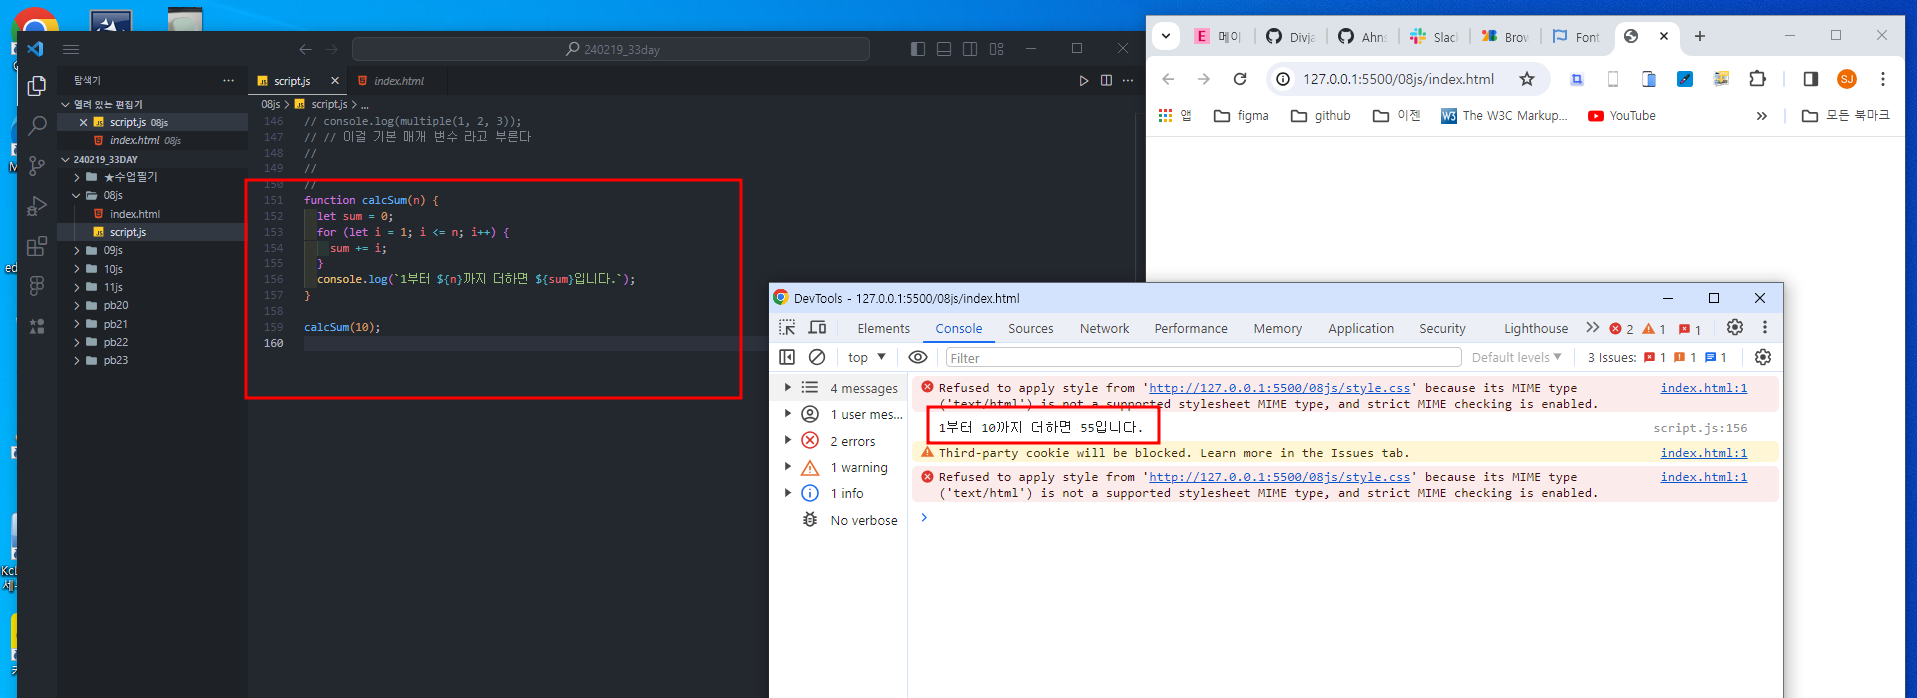 240219_33day
탐색기
열려 있는 편집기
script.js 08js
index.html 08js
240219_33DAY
★수업필기
08js
index.html
script.js
09js
10js
11js
pb20
pb21
pb22
pb23
script.js
index.html
08js > script.js > ...
146 // console.log(multiple(1, 2, 3));
147 // // 이걸 기본 매개 변수 라고 부른다
148 //
149 //
150 //
151 function calcSum(n) {
152 let sum = 0;
153 for (let i = 1; i <= n; i++) {
154 sum += i;
155 }
156 console.log(`1부터 ${n}까지 더하면 ${sum}입니다.`);
157 }
158
159 calcSum(10);
160
E 메이
Divja
Ahns
Slac
Brow
Font
127.0.0.1:5500/08js/index.html
SJ
앱
figma
github
이젠
W3 The W3C Markup...
YouTube
모든 북마크
DevTools - 127.0.0.1:5500/08js/index.html
Elements Console Sources Network Performance Memory Application Security Lighthouse 2 1 1
top Filter Default levels 3 Issues: 1 1 1
4 messages
1 user mes...
2 errors
1 warning
1 info
No verbose
Refused to apply style from 'http://127.0.0.1:5500/08js/style.css' because its MIME type index.html:1
('text/html') is not a supported stylesheet MIME type, and strict MIME checking is enabled.
1부터 10까지 더하면 55입니다. script.js:156
Third-party cookie will be blocked. Learn more in the Issues tab. index.html:1
Refused to apply style from 'http://127.0.0.1:5500/08js/style.css' because its MIME type index.html:1
('text/html') is not a supported stylesheet MIME type, and strict MIME checking is enabled.